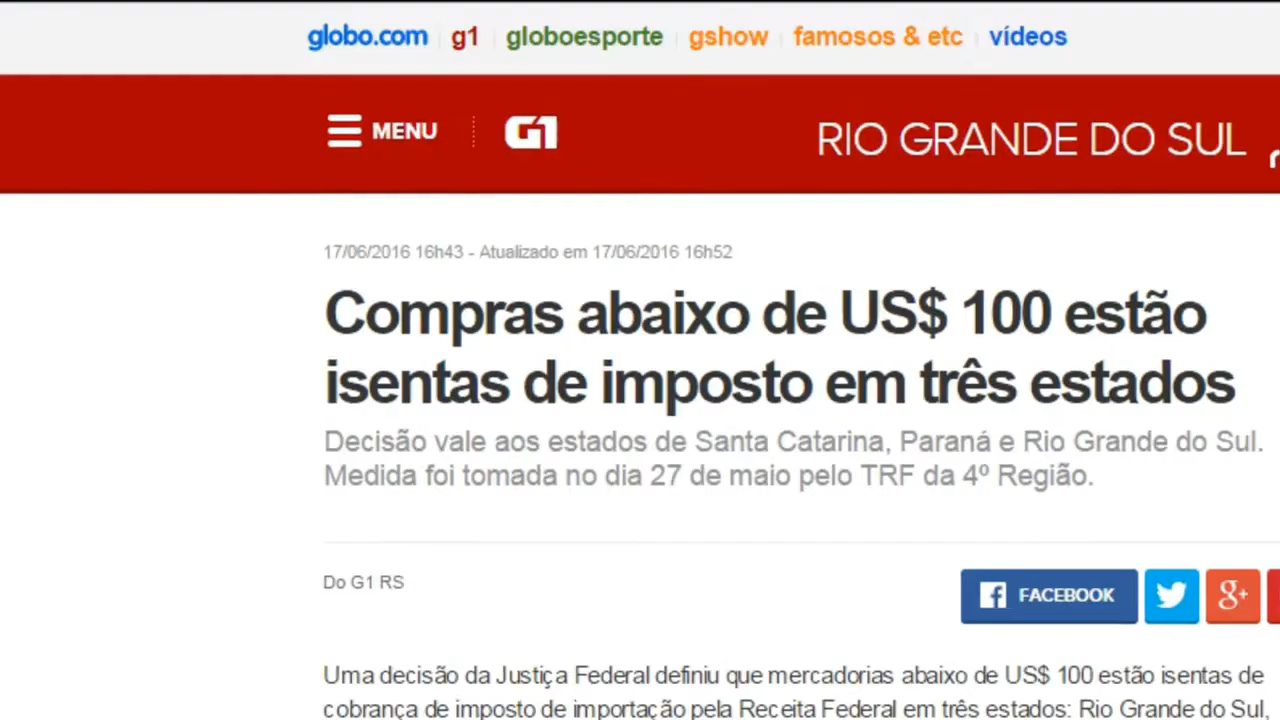 globo.com g1 globoesporte gshow famosos & etc vídeos
MENU G1 RIO GRANDE DO SUL
17/06/2016 16h43 - Atualizado em 17/06/2016 16h52
Compras abaixo de US$ 100 estão
isentas de imposto em três estados
Decisão vale aos estados de Santa Catarina, Paraná e Rio Grande do Sul.
Medida foi tomada no dia 27 de maio pelo TRF da 4º Região.
Do G1 RS
FACEBOOK g+
Uma decisão da Justiça Federal definiu que mercadorias abaixo de US$ 100 estão isentas de
cobrança de imposto de importação pela Receita Federal em três estados: Rio Grande do Sul,